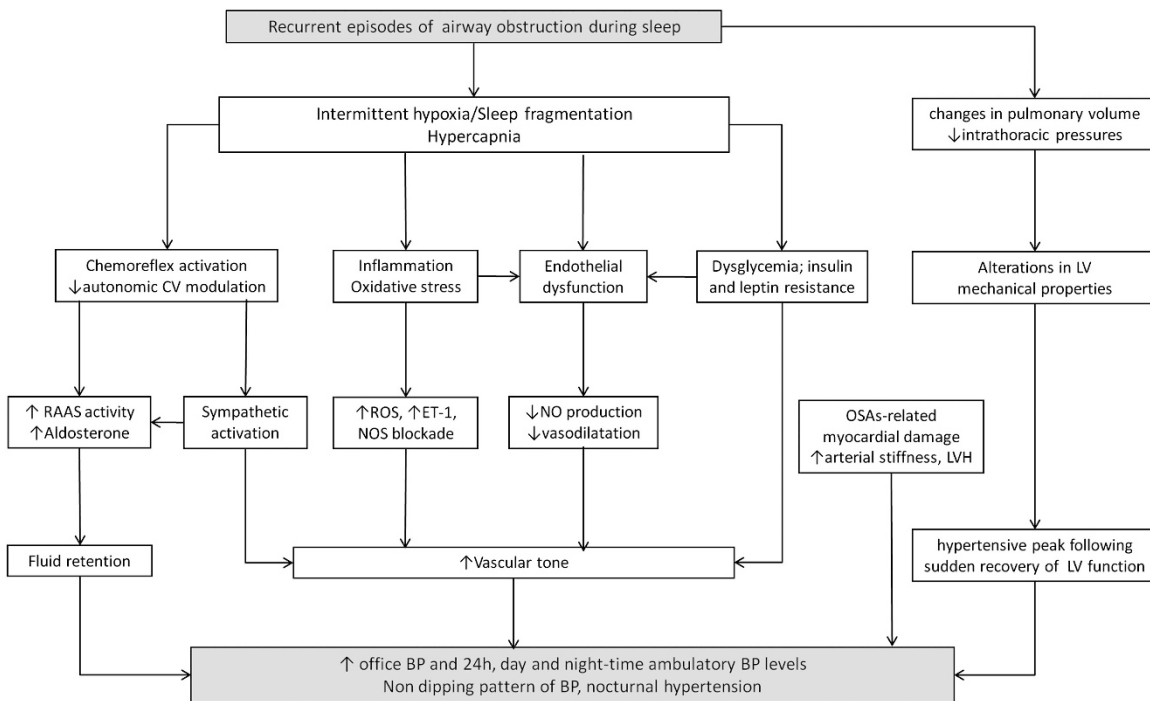 Recurrent episodes of airway obstruction during sleep
Intermittent hypoxia/Sleep fragmentation
Hypercapnia
changes in pulmonary volume
↓intrathoracic pressures
Chemoreflex activation
↓autonomic CV modulation
Inflammation
Oxidative stress
Endothelial
dysfunction
Dysglycemia; insulin
and leptin resistance
Alterations in LV
mechanical properties
↑ RAAS activity
↑Aldosterone
Sympathetic
activation
↑ROS, ↑ET-1,
NOS blockade
↓NO production
↓vasodilatation
OSAs-related
myocardial damage
↑arterial stiffness, LVH
Fluid retention
↑Vascular tone
hypertensive peak following
sudden recovery of LV function
↑ office BP and 24h, day and night-time ambulatory BP levels
Non dipping pattern of BP, nocturnal hypertension